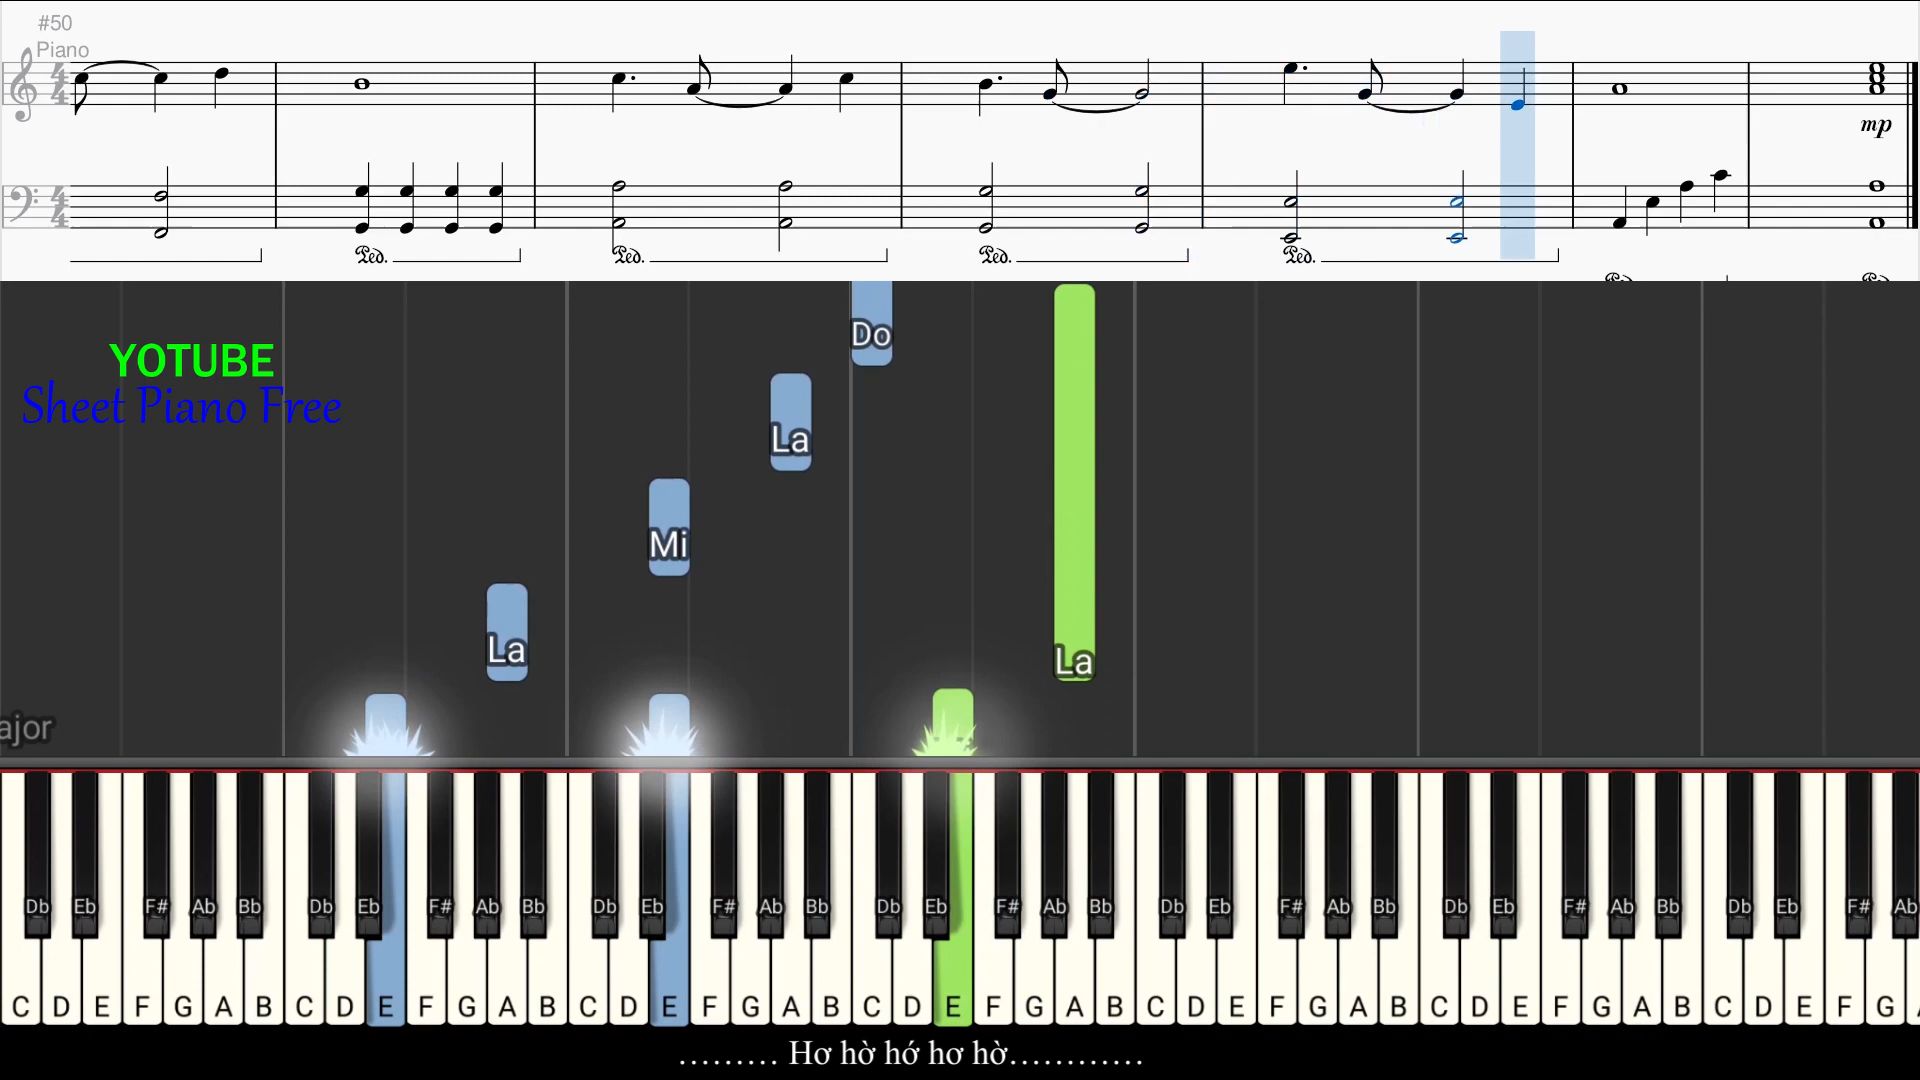 #50
Piano
mp
YOTUBE
Sheet Piano Free
Do
La
Mi
La
La
ajor
Db Eb F# Ab Bb Db Eb F# Ab Bb Db Eb F# Ab Bb Db Eb F# Ab Bb Db Eb F# Ab Bb Db Eb F# Ab Bb Db Eb F# Ab
C D E F G A B C D E F G A B C D E F G A B C D E F G A B C D E F G A B C D E F G A B C D E F G
……… Hơ hờ hớ hơ hờ…………